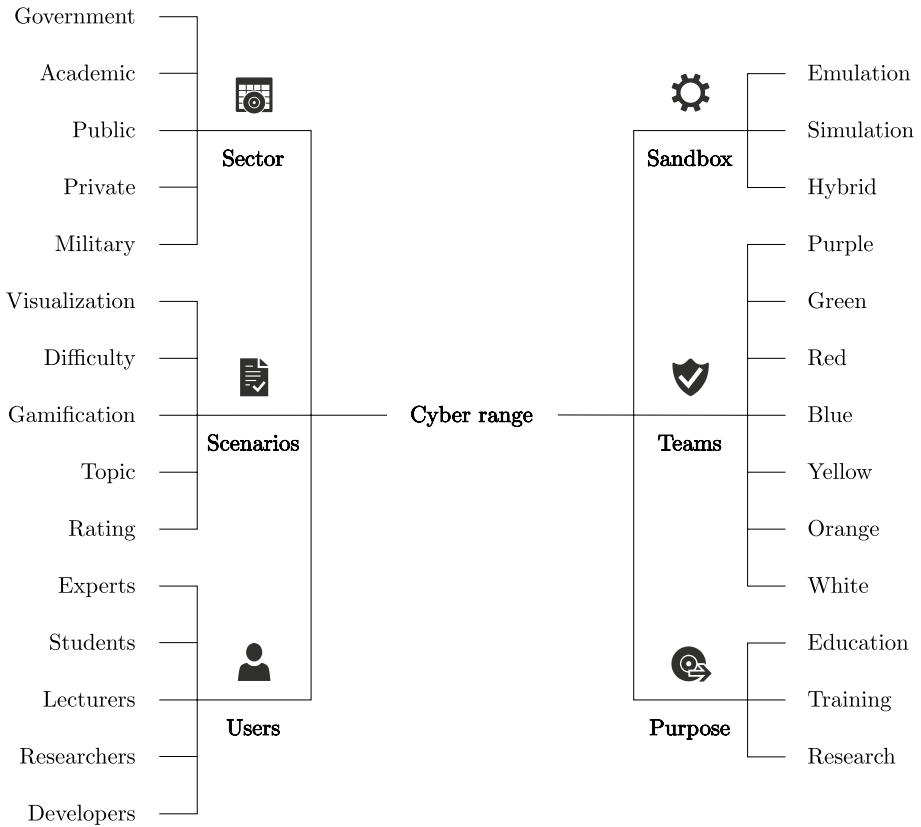 Government
Academic
Public
Private
Military
Sector
Visualization
Difficulty
Gamification
Topic
Rating
Scenarios
Experts
Students
Lecturers
Researchers
Developers
Users
Cyber range
Emulation
Simulation
Hybrid
Sandbox
Purple
Green
Red
Blue
Yellow
Orange
White
Teams
Education
Training
Research
Purpose